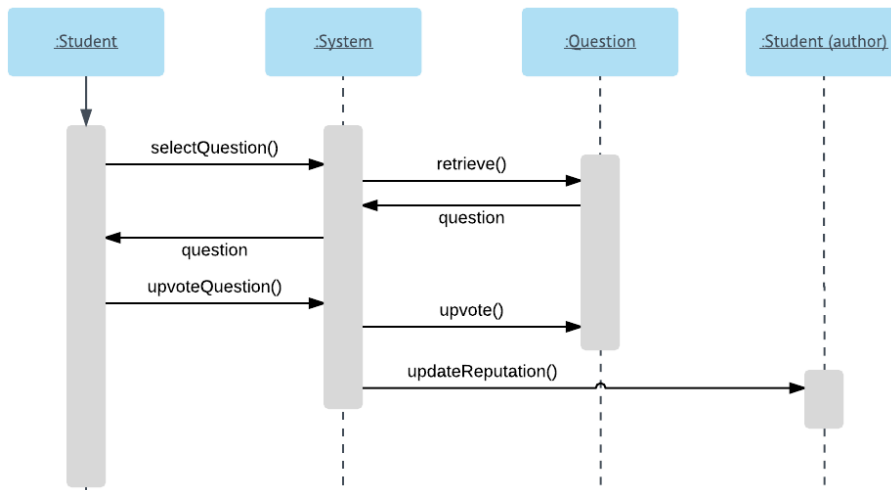 :Student
:System
:Question
:Student (author)
selectQuestion()
retrieve()
question
question
upvoteQuestion()
upvote()
updateReputation()